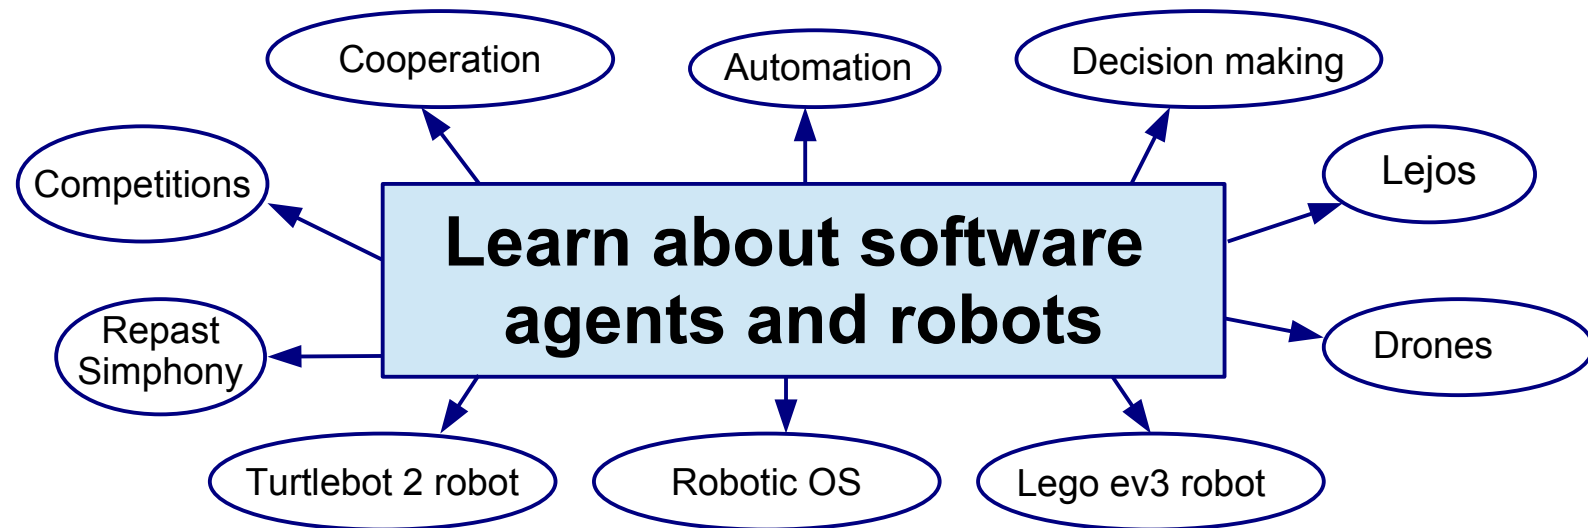 Cooperation
Automation
Decision making
Competitions
Lejos
Learn about software
agents and robots
Repast
Simphony
Drones
Turtlebot 2 robot
Robotic OS
Lego ev3 robot